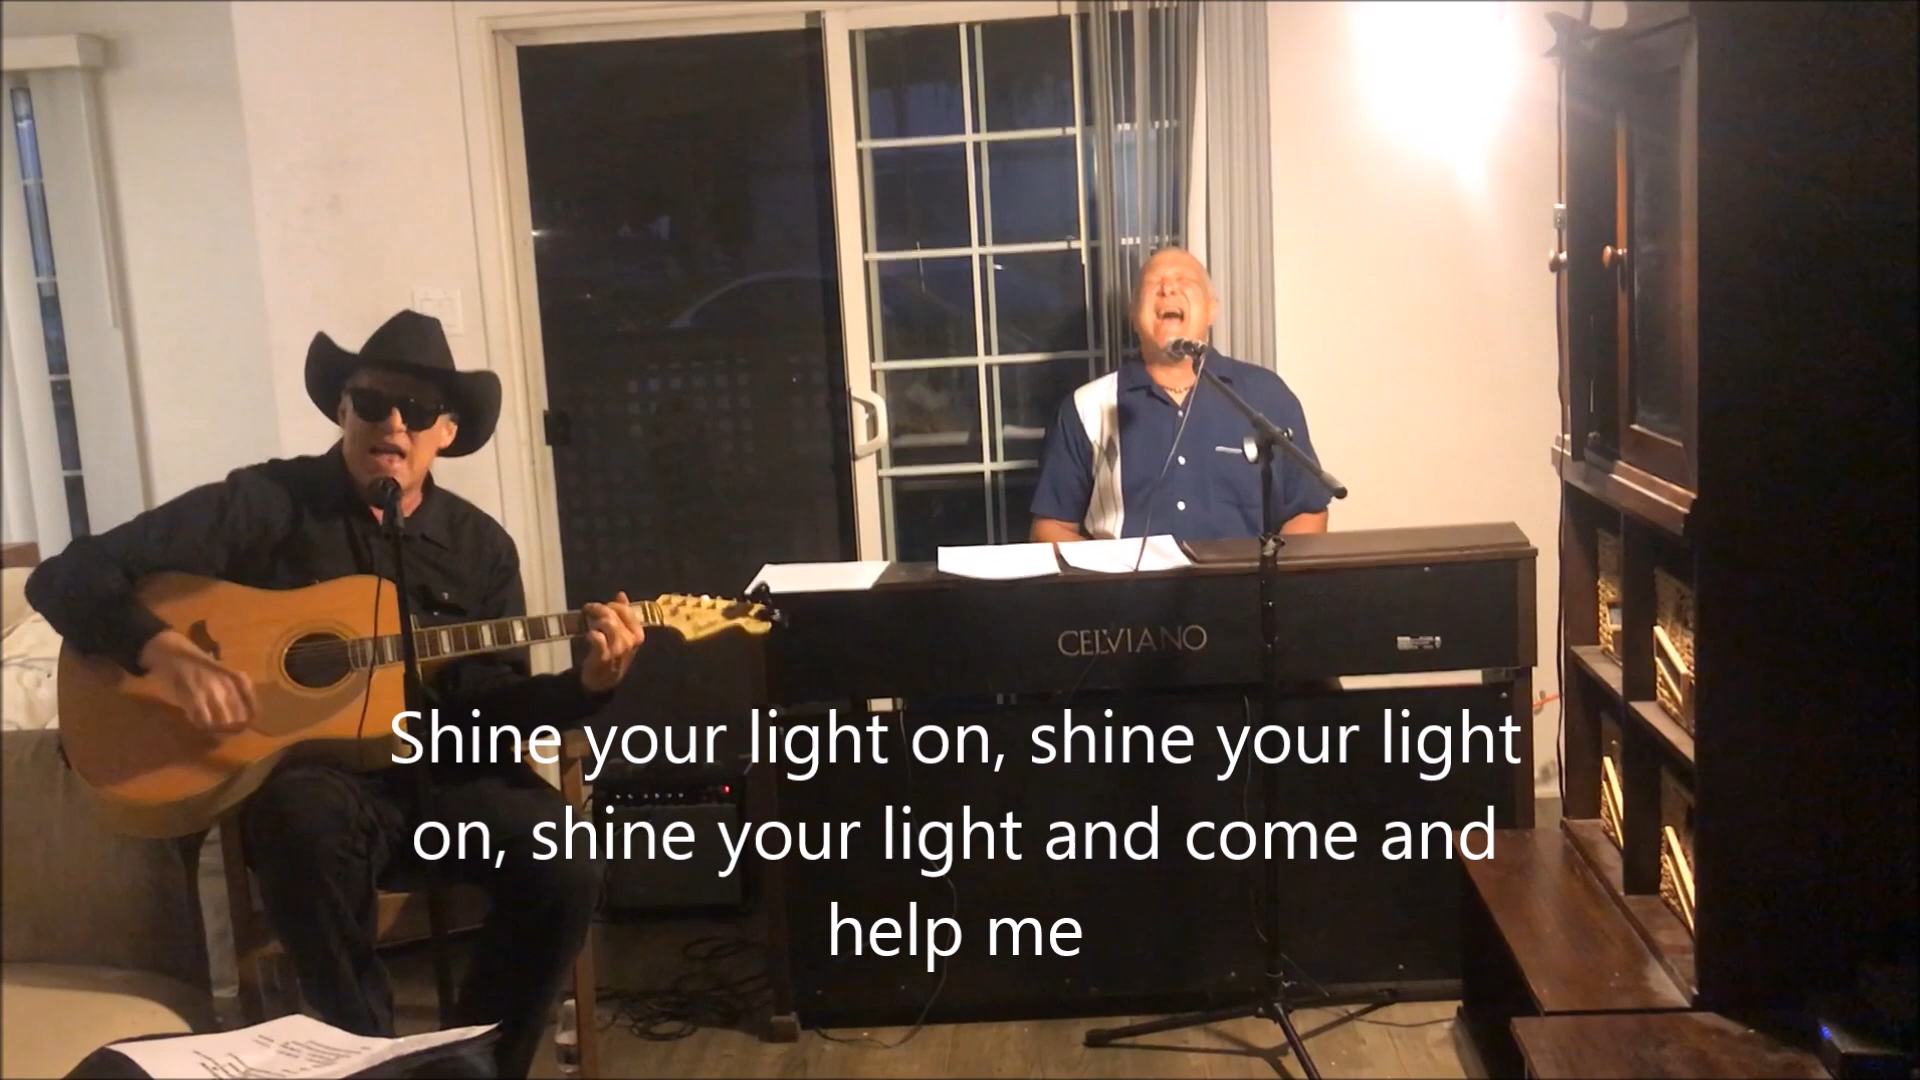 CELVIANO
Shine your light on, shine your light
on, shine your light and come and
help me